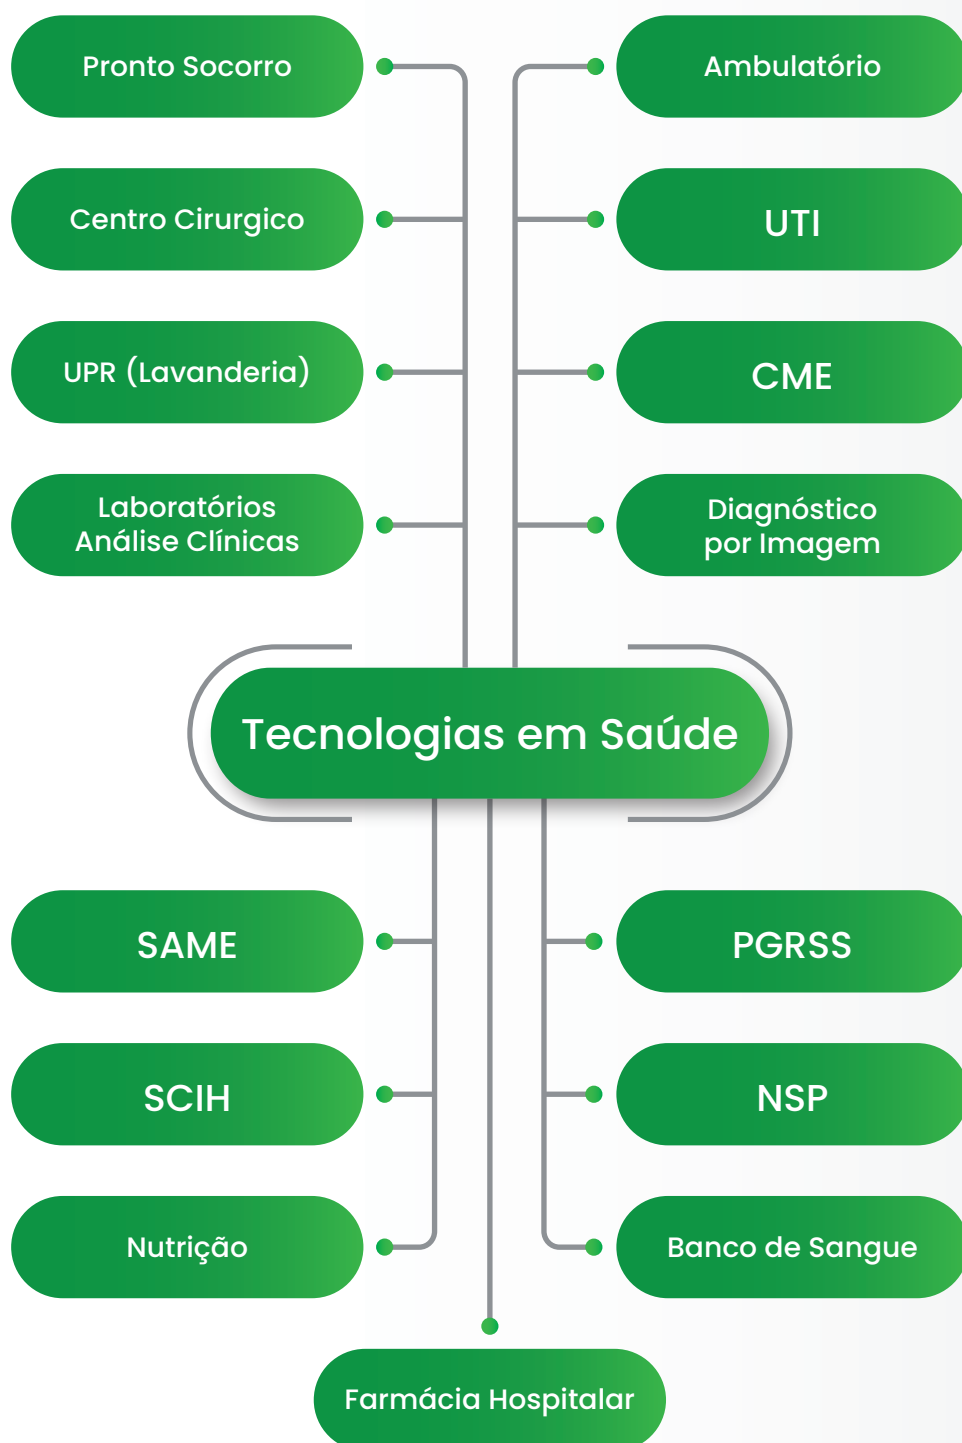 Pronto Socorro
Ambulatório
Centro Cirurgico
UTI
UPR (Lavanderia)
CME
Laboratórios
Análise Clínicas
Diagnóstico
por Imagem
Tecnologias em Saúde
SAME
PGRSS
SCIH
NSP
Nutrição
Banco de Sangue
Farmácia Hospitalar